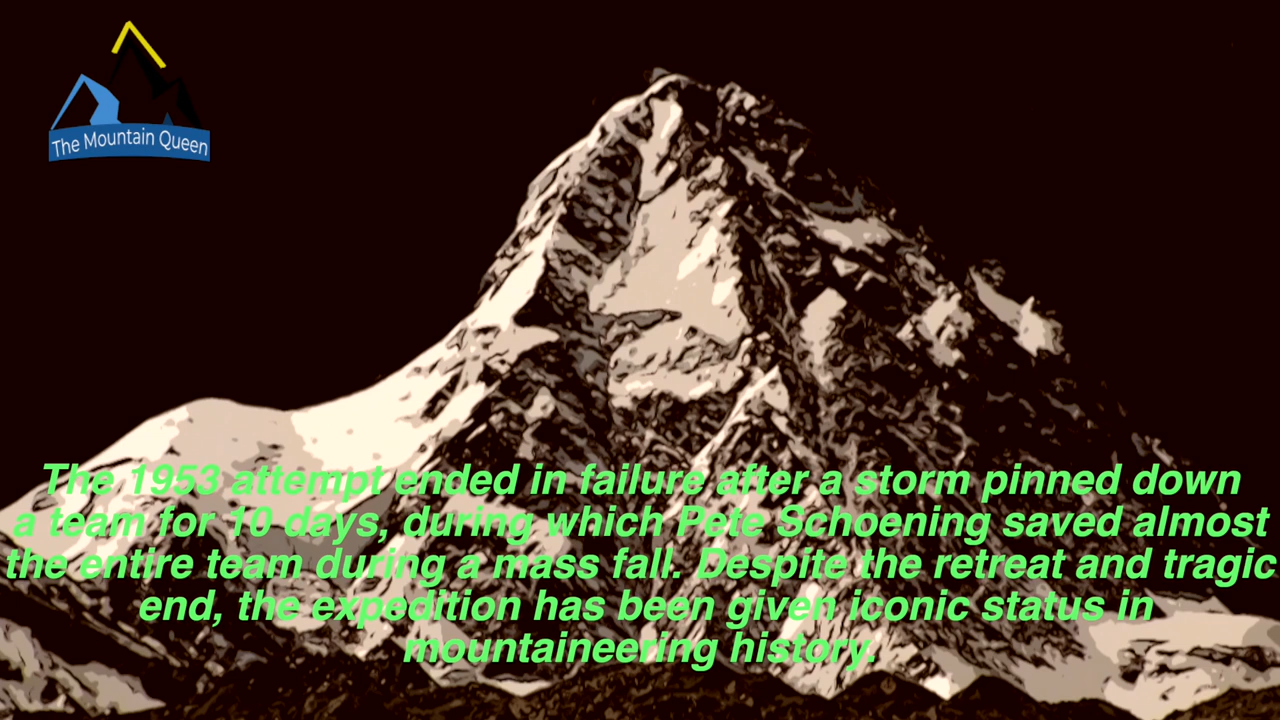 The Mountain Queen
The 1953 attempt ended in failure after a storm pinned down
a team for 10 days, during which Pete Schoening saved almost
the entire team during a mass fall. Despite the retreat and tragic
end, the expedition has been given iconic status in
mountaineering history.